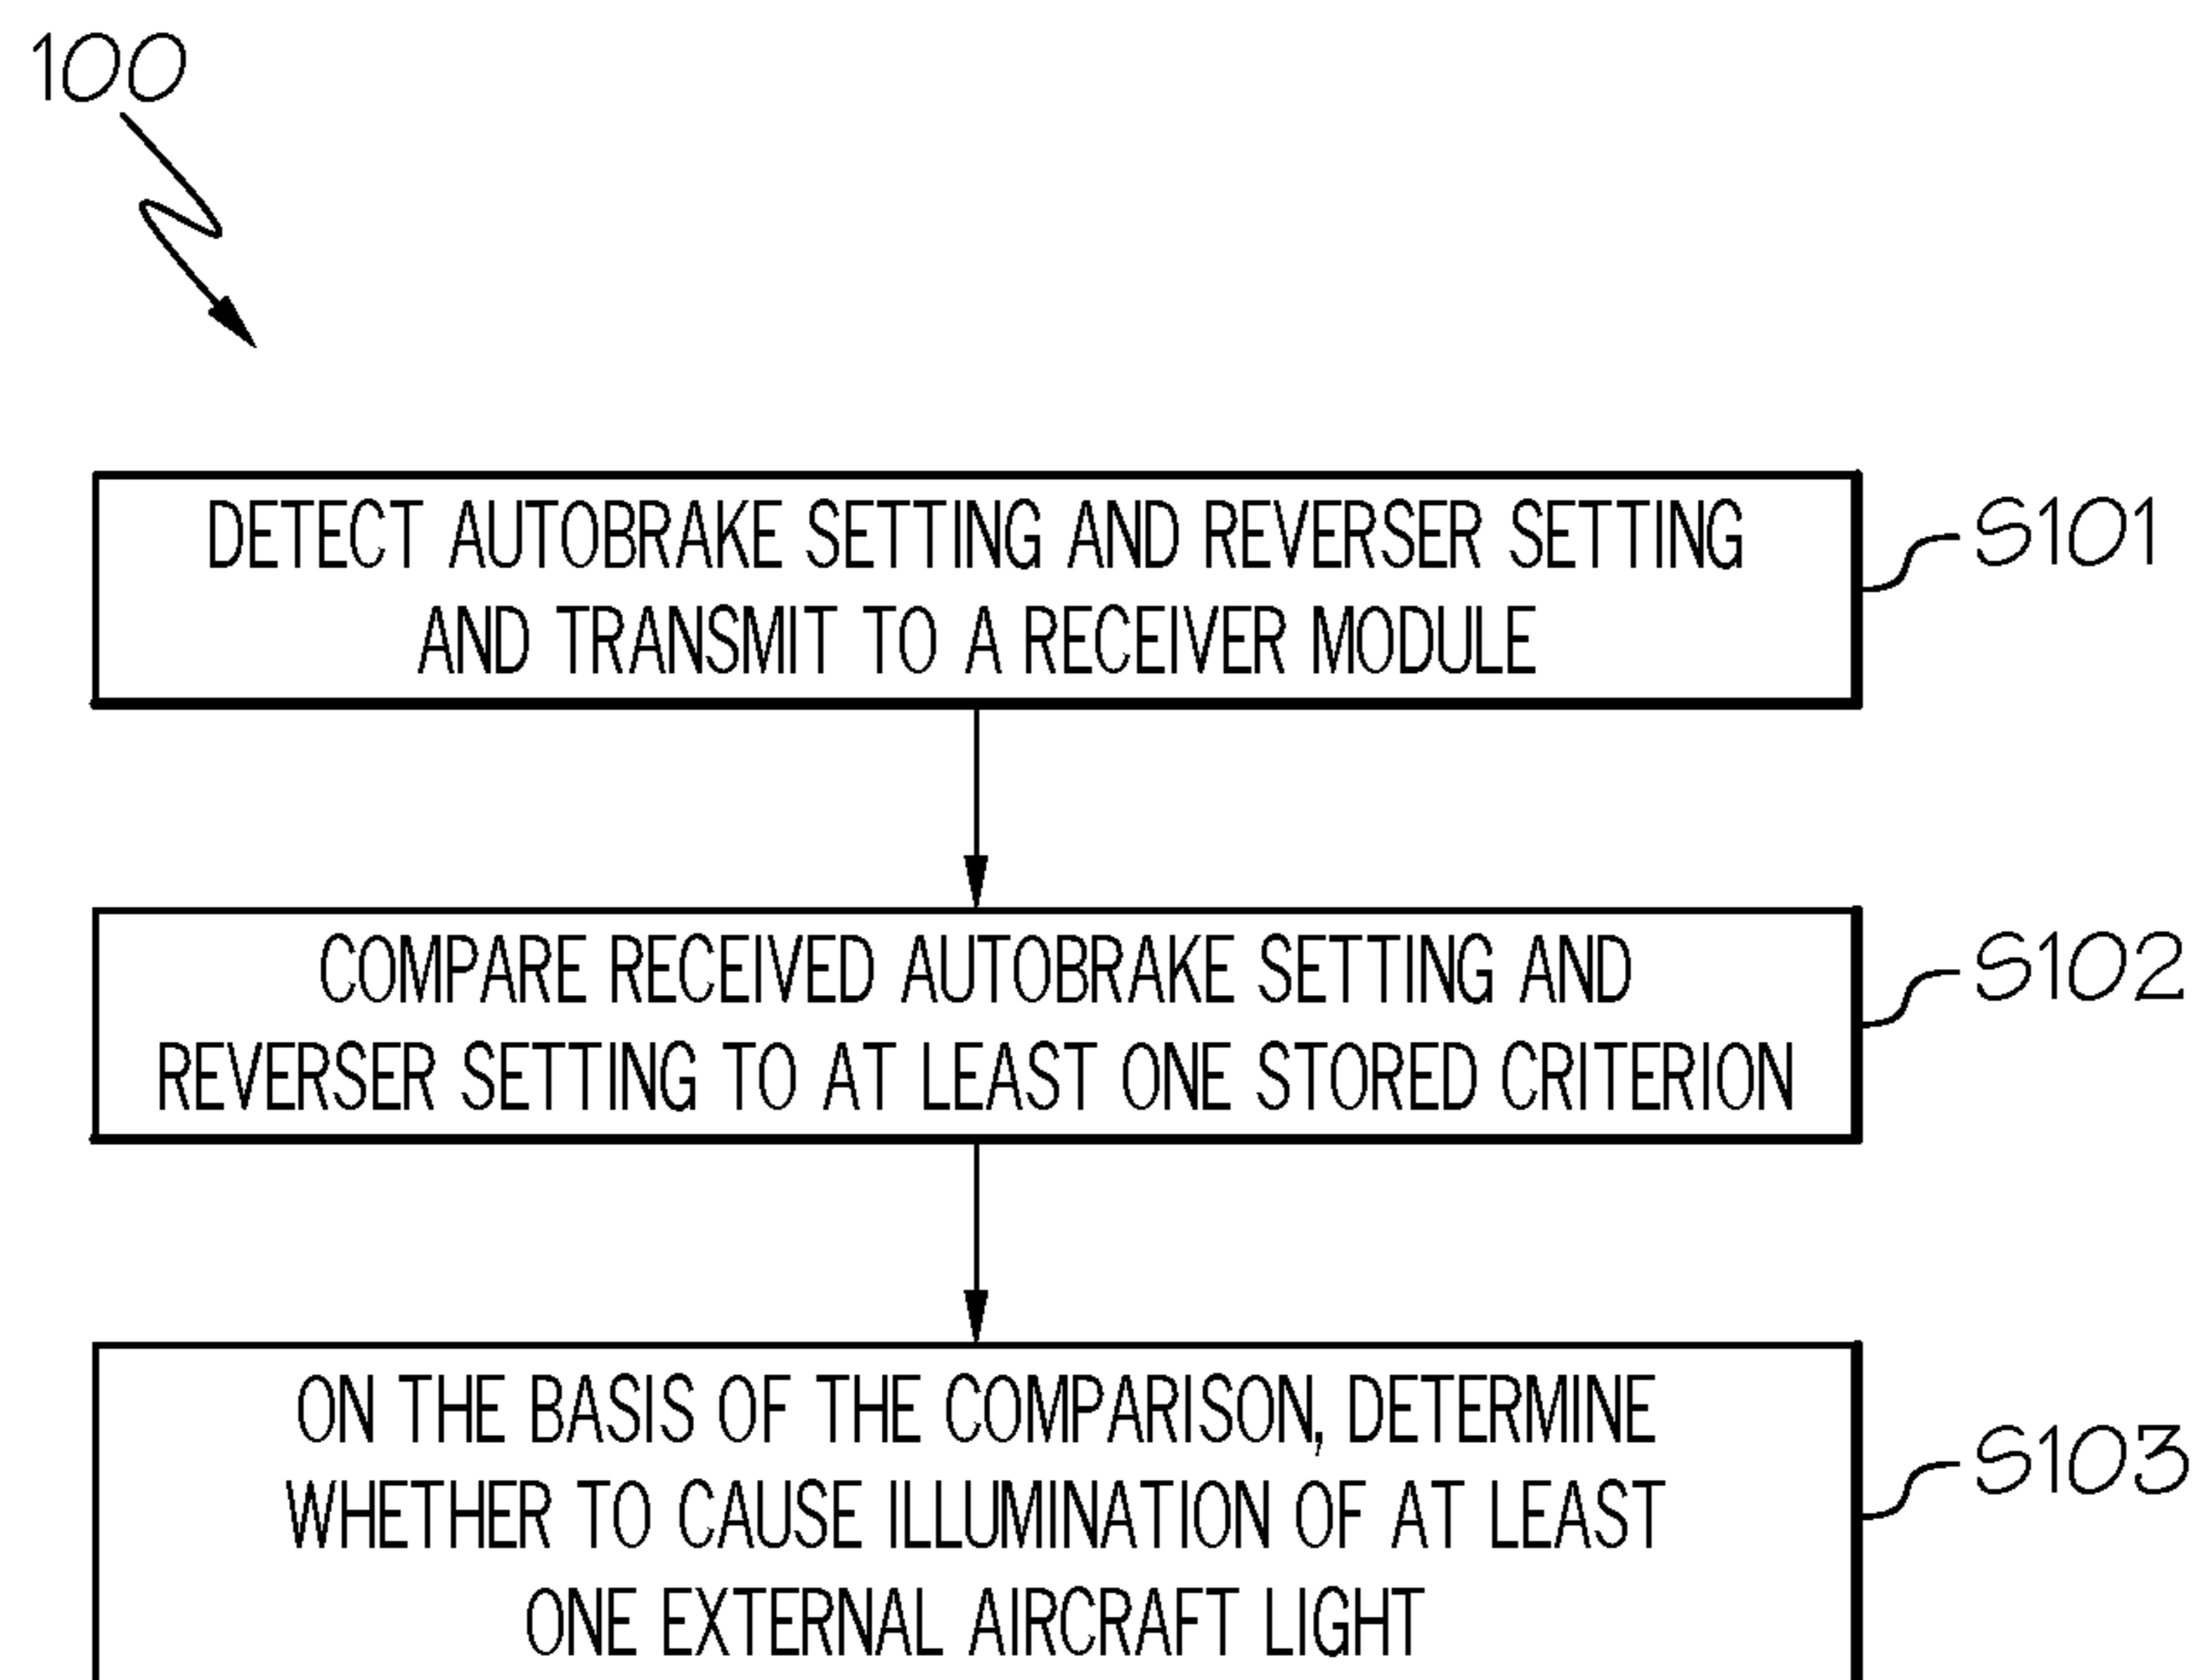 100
DETECT AUTOBRAKE SETTING AND REVERSER SETTING
AND TRANSMIT TO A RECEIVER MODULE
S101
COMPARE RECEIVED AUTOBRAKE SETTING AND
REVERSER SETTING TO AT LEAST ONE STORED CRITERION
S102
ON THE BASIS OF THE COMPARISON, DETERMINE
WHETHER TO CAUSE ILLUMINATION OF AT LEAST
ONE EXTERNAL AIRCRAFT LIGHT
S103